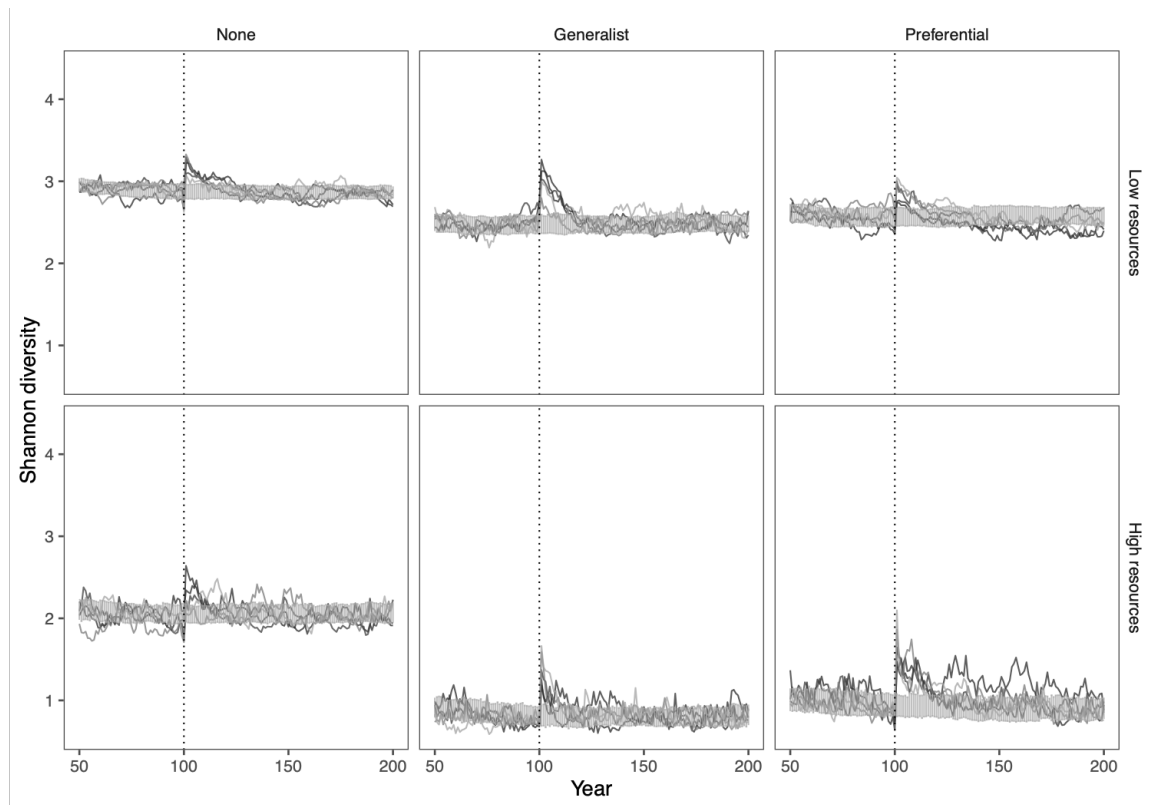 None Generalist Preferential
4
3
2
1
Low resources
Shannon diversity
4
3
2
1
High resources
50 100 150 200 50 100 150 200 50 100 150 200
Year